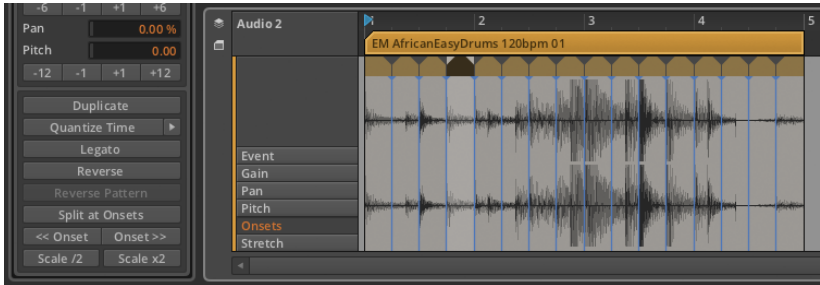 -6 -1 +1 +6
Pan 0.00 %
Pitch 0.00
-12 -1 +1 +12
Duplicate
Quantize Time
Legato
Reverse
Reverse Pattern
Split at Onsets
<< Onset Onset >>
Scale /2 Scale x2
Audio 2
1 2 3 4 5
EM AfricanEasyDrums 120bpm 01
Event
Gain
Pan
Pitch
Onsets
Stretch